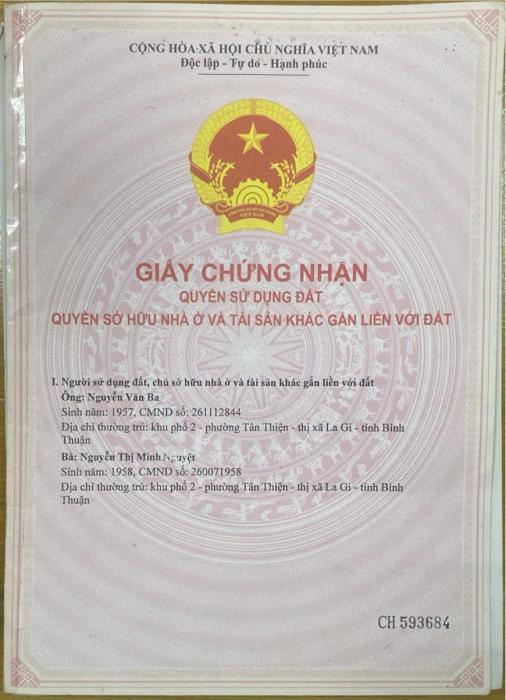 CỘNG HÒA XÃ HỘI CHỦ NGHĨA VIỆT NAM
Độc lập - Tự do - Hạnh phúc
GIẤY CHỨNG NHẬN
QUYỀN SỬ DỤNG ĐẤT
QUYỀN SỞ HỮU NHÀ Ở VÀ TÀI SẢN KHÁC GẮN LIỀN VỚI ĐẤT
I. Người sử dụng đất, chủ sở hữu nhà ở và tài sản khác gắn liền với đất
Ông: Nguyễn Văn Ba
Sinh năm: 1957, CMND số: 261112844
Địa chỉ thường trú: khu phố 2 - phường Tân Thiện - thị xã La Gi - tỉnh Bình
Thuận
Bà: Nguyễn Thị Minh Nguyệt
Sinh năm: 1958, CMND số: 260071958
Địa chỉ thường trú: khu phố 2 - phường Tân Thiện - thị xã La Gi - tỉnh Bình
Thuận
CH 593684